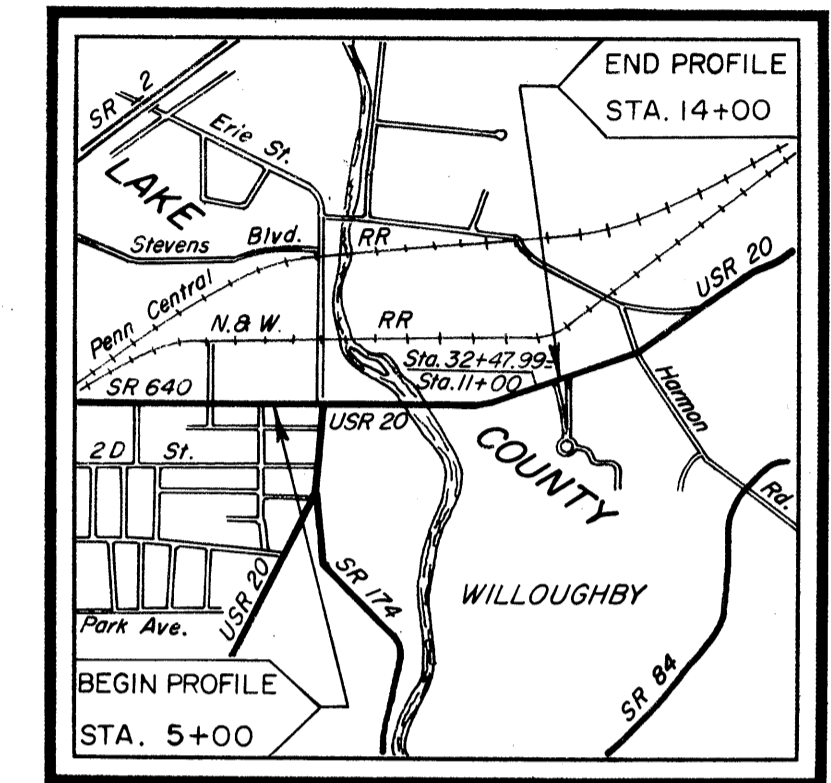 END PROFILE
STA. 14+00
SR 2
Erie St.
LAKE
Stevens Blvd.
RR
USR 20
Penn Central
N.& W. RR
Sta. 32+47.99=
Sta. 11+00
SR 640
Harmon Rd.
USR 20
2 D St.
COUNTY
USR 20
SR 174
WILLOUGHBY
Park Ave.
SR 84
BEGIN PROFILE
STA. 5+00